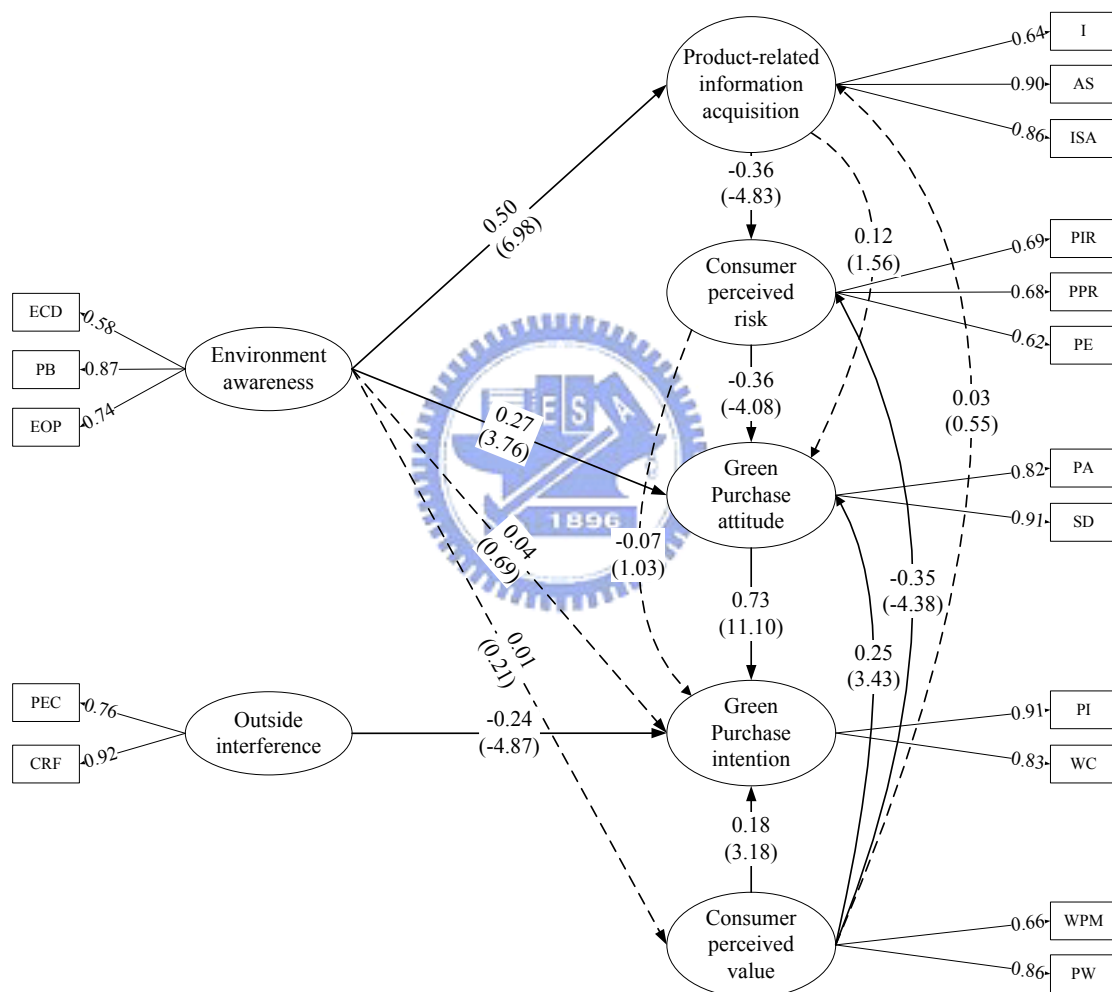 Product-related
information
acquisition
0.64
I
0.90
AS
0.86
ISA
0.50
(6.98)
-0.36
(-4.83)
0.12
(1.56)
Consumer
perceived
risk
0.69
PIR
0.68
PPR
0.62
PE
ECD
0.58
PB
0.87
EOP
0.74
Environment
awareness
0.27
(3.76)
-0.36
(-4.08)
0.03
(0.55)
Green
Purchase
attitude
0.82
PA
0.91
SD
ESA
1896
0.04
(0.69)
-0.07
(1.03)
0.73
(11.10)
-0.35
(-4.38)
0.25
(3.43)
0.01
(0.21)
PEC
0.76
CRF
0.92
Outside
interference
-0.24
(-4.87)
Green
Purchase
intention
0.91
PI
0.83
WC
0.18
(3.18)
Consumer
perceived
value
0.66
WPM
0.86
PW